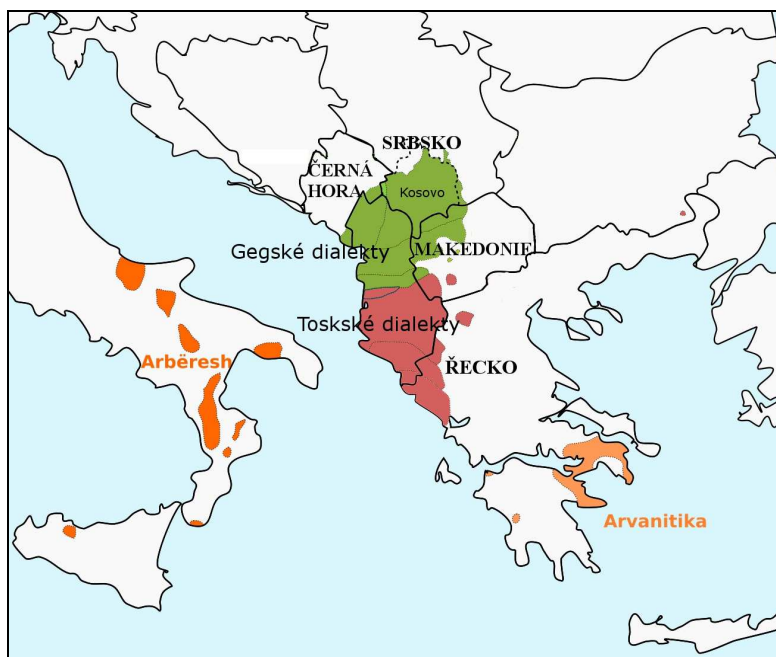 SRBSKO
ČERNÁ
HORA
Kosovo
Gegské dialekty
MAKEDONIE
Toskské dialekty
Arbëresh
ŘECKO
Arvanitika